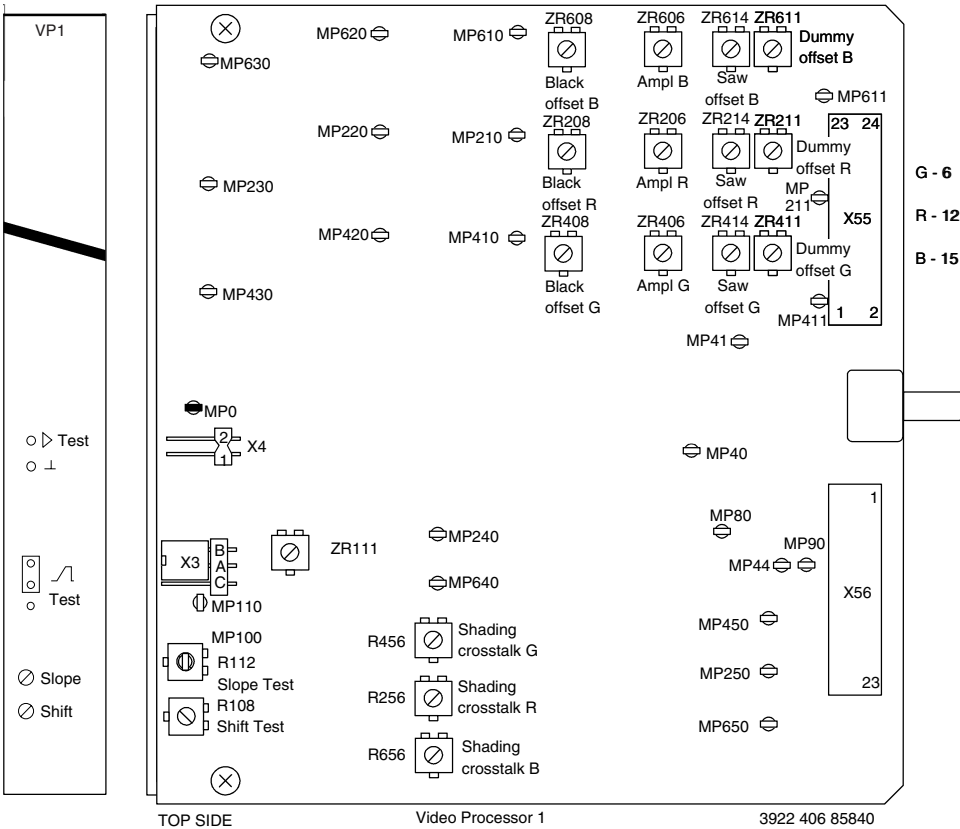 VP1
MP620
MP610
ZR608
ZR606
ZR614
ZR611
Dummy
offset B
MP630
Black
offset B
Ampl B
Saw
offset B
MP611
MP220
MP210
ZR208
ZR206
ZR214
ZR211
23 24
Dummy
offset R
MP230
Black
offset R
Ampl R
Saw
offset R
MP
211
X55
G - 6
R - 12
B - 15
MP420
MP410
ZR408
ZR406
ZR414
ZR411
Dummy
offset G
MP430
Black
offset G
Ampl G
Saw
offset G
MP411
1 2
MP41
MP0
2
1
X4
Test
MP40
1
MP80
MP90
MP44
X56
23
X3
B
A
C
ZR111
MP240
MP640
Test
MP110
MP100
R112
Slope Test
R108
Shift Test
R456
Shading
crosstalk G
R256
Shading
crosstalk R
R656
Shading
crosstalk B
MP450
MP250
MP650
Slope
Shift
TOP SIDE
Video Processor 1
3922 406 85840